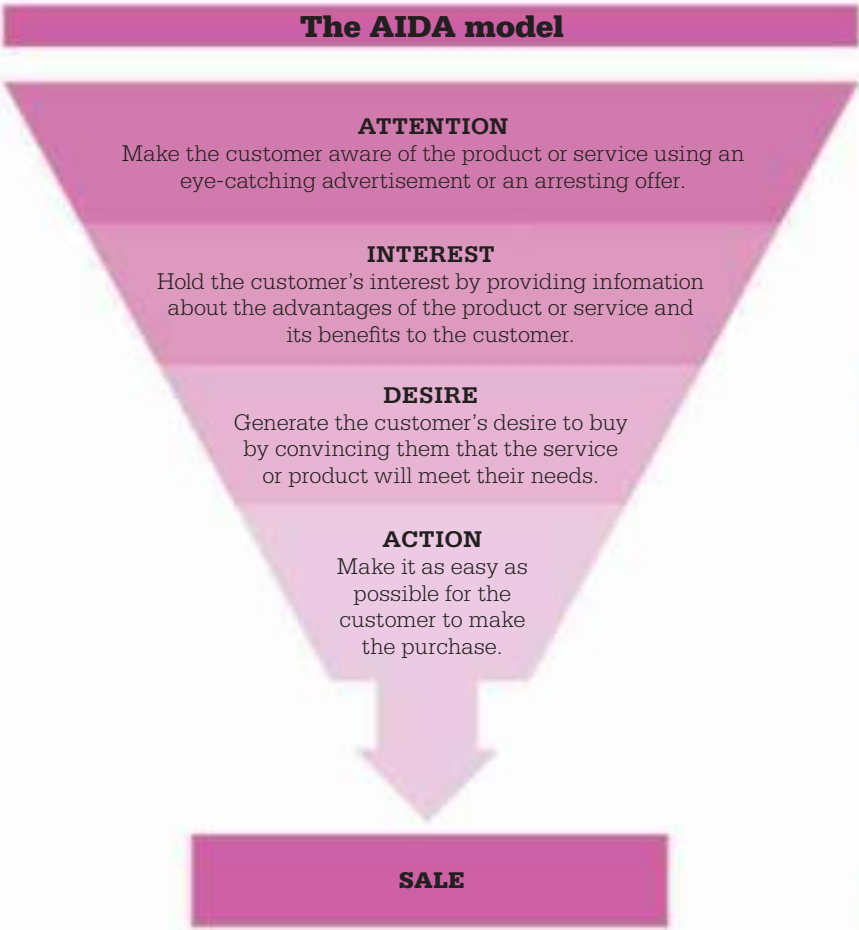 The AIDA model
ATTENTION
Make the customer aware of the product or service using an
eye-catching advertisement or an arresting offer.
INTEREST
Hold the customer’s interest by providing infomation
about the advantages of the product or service and
its benefits to the customer.
DESIRE
Generate the customer’s desire to buy
by convincing them that the service
or product will meet their needs.
ACTION
Make it as easy as
possible for the
customer to make
the purchase.
SALE